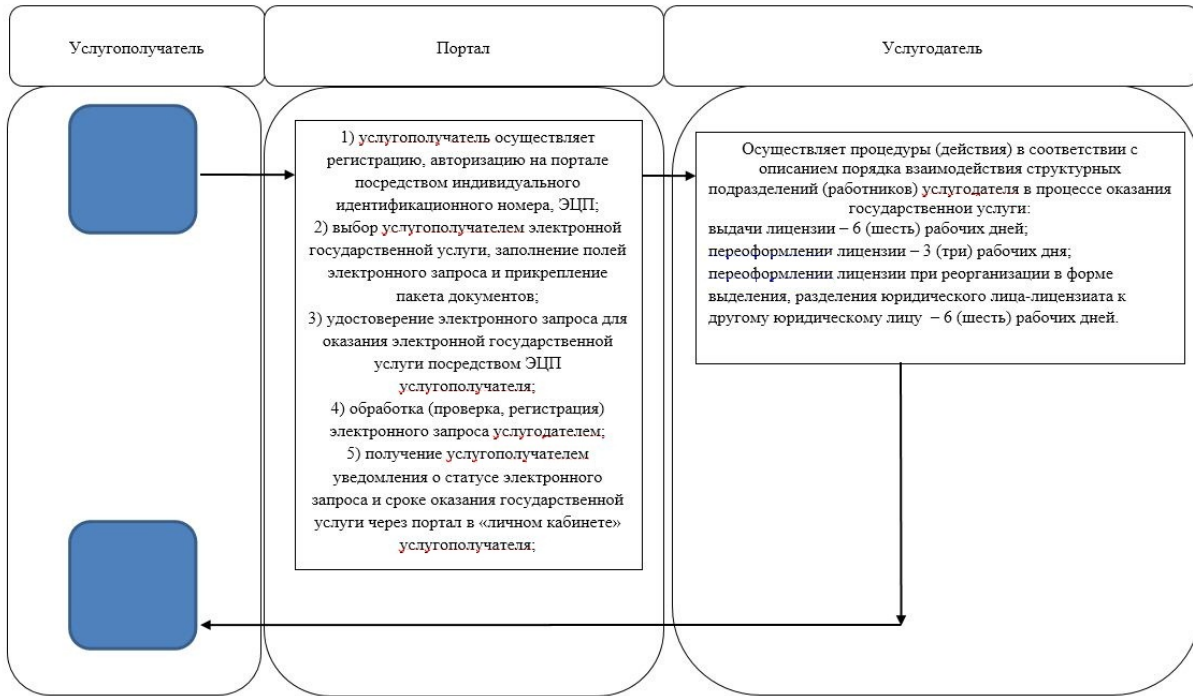 Услугополучатель
Портал
Услугодатель
1) услугополучатель осуществляет
регистрацию, авторизацию на портале
посредством индивидуального
идентификационного номера, ЭЦП;
2) выбор услугополучателем электронной
государственной услуги, заполнение полей
электронного запроса и прикрепление
пакета документов;
3) удостоверение электронного запроса для
оказания электронной государственной
услуги посредством ЭЦП
услугополучателя;
4) обработка (проверка, регистрация)
электронного запроса услугодателем;
5) получение услугополучателем
уведомления о статусе электронного
запроса и сроке оказания государственной
услуги через портал в «личном кабинете»
услугополучателя;
Осуществляет процедуры (действия) в соответствии с
описанием порядка взаимодействия структурных
подразделений (работников) услугодателя в процессе оказания
государственной услуги:
выдачи лицензии – 6 (шесть) рабочих дней;
переоформлении лицензии – 3 (три) рабочих дня;
переоформлении лицензии при реорганизации в форме
выделения, разделения юридического лица-лицензиата к
другому юридическому лицу – 6 (шесть) рабочих дней.